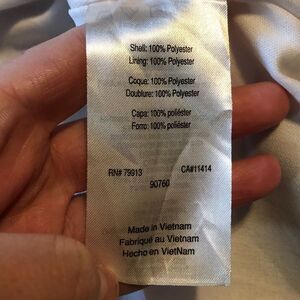 Shell: 100% Polyester
Lining: 100% Polyester
Coque: 100% Polyester
Doublure: 100% Polyester
Capa: 100% poliéster
Forro: 100% poliéster
RN# 79913 CA#11414
90760
Made in Vietnam
Fabriqué au Vietnam
Hecho en VietNam